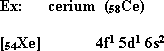 Ex: cerium (₅₈Ce)
[₅₄Xe] 4f¹ 5d¹ 6s²